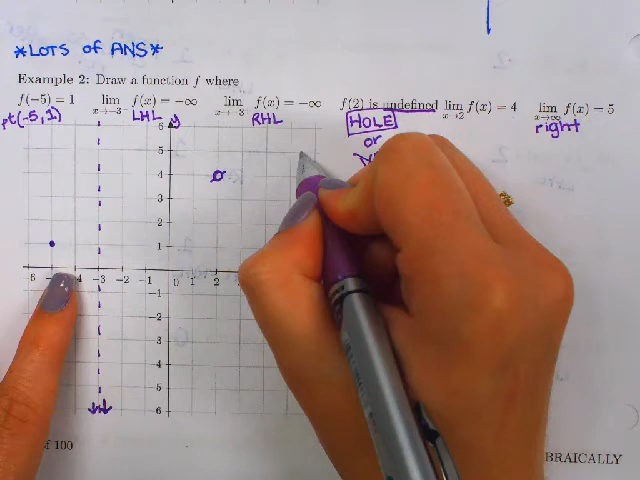 *LOTS of ANS*
Example 2: Draw a function f where
f(−5) = 1 lim x→−3⁻ f(x) = −∞ lim x→−3⁺ f(x) = −∞ f(2) is undefined lim x→2 f(x) = 4 lim x→∞ f(x) = 5
pt(-5,1) LHL y RHL HOLE right
or
6
5
4
3
2
1
-6 -4 -3 -2 -1 0 1 2 3
1
2
3
4
5
6
of 100 BRAICALLY